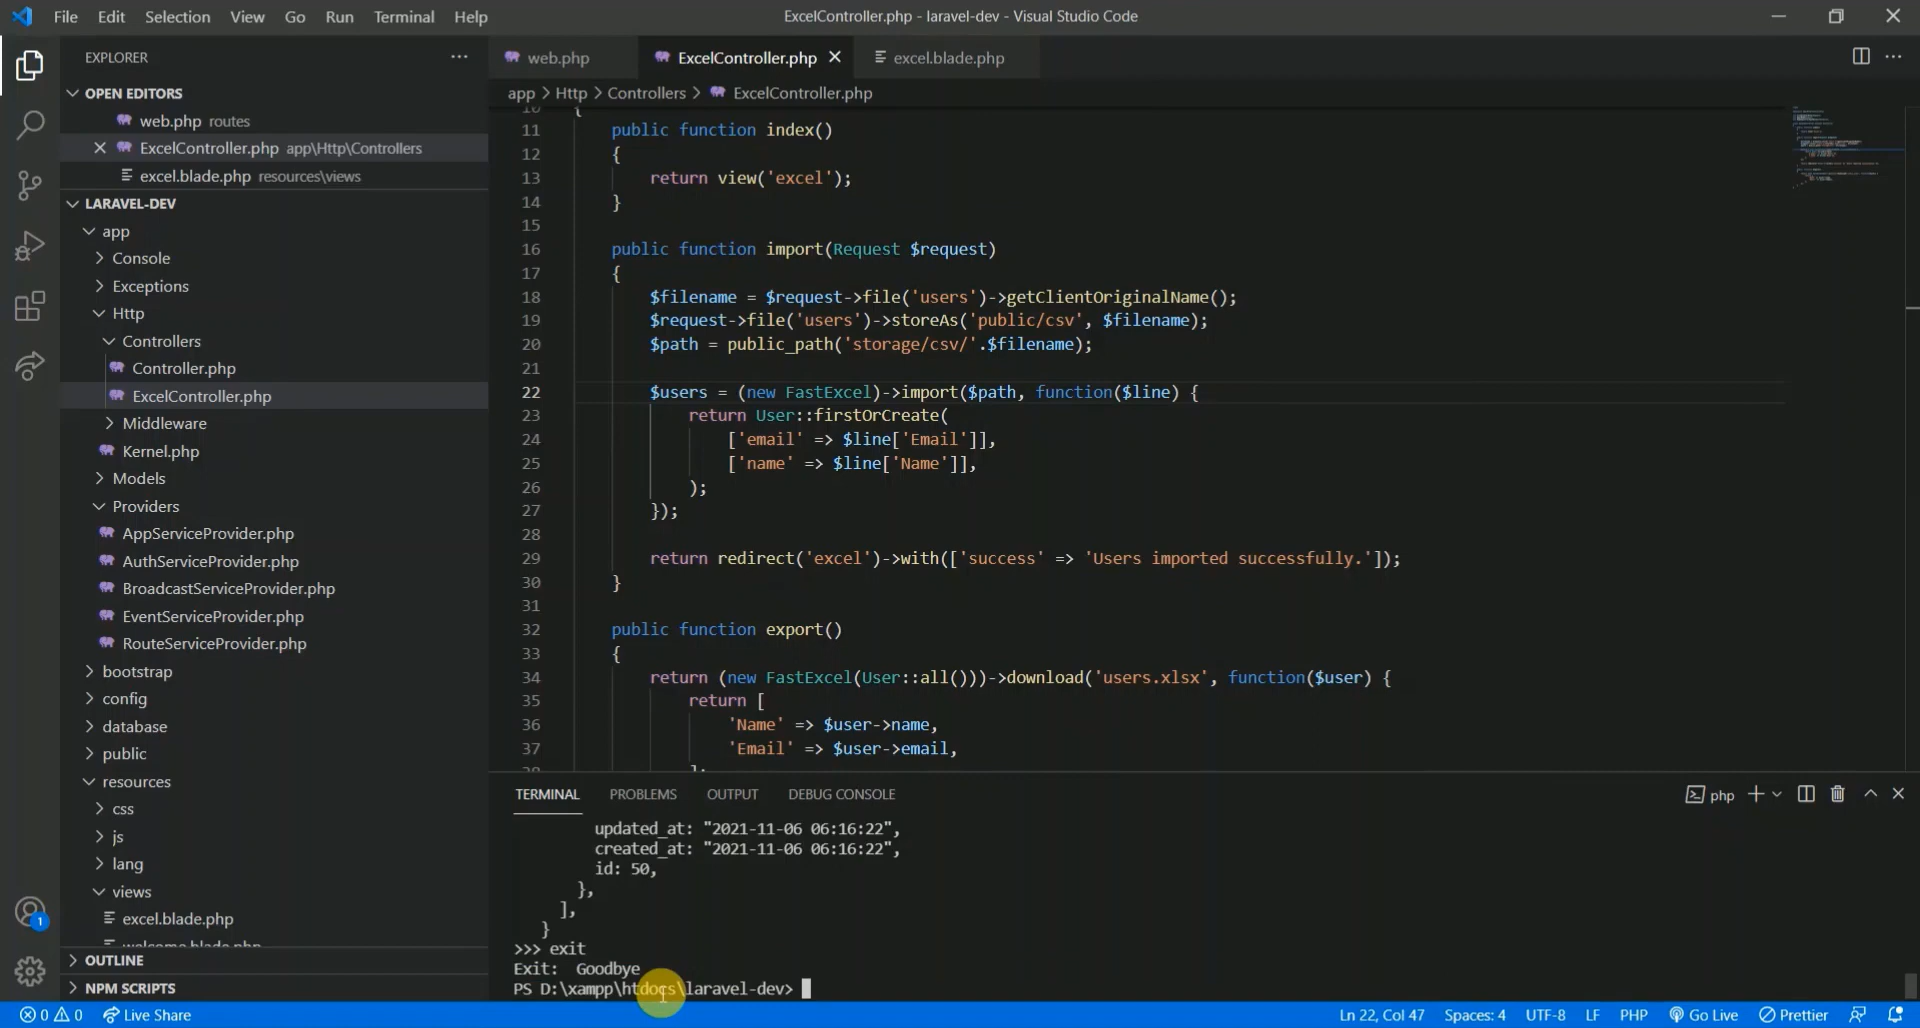 File Edit Selection View Go Run Terminal Help
ExcelController.php - laravel-dev - Visual Studio Code
EXPLORER
OPEN EDITORS
web.php routes
ExcelController.php app\Http\Controllers
excel.blade.php resources\views
LARAVEL-DEV
app
Console
Exceptions
Http
Controllers
Controller.php
ExcelController.php
Middleware
Kernel.php
Models
Providers
AppServiceProvider.php
AuthServiceProvider.php
BroadcastServiceProvider.php
EventServiceProvider.php
RouteServiceProvider.php
bootstrap
config
database
public
resources
css
js
lang
views
excel.blade.php
welcome.blade.php
OUTLINE
NPM SCRIPTS
1
web.php ExcelController.php excel.blade.php
app > Http > Controllers > ExcelController.php
10 {
11 public function index()
12 {
13 return view('excel');
14 }
15
16 public function import(Request $request)
17 {
18 $filename = $request->file('users')->getClientOriginalName();
19 $request->file('users')->storeAs('public/csv', $filename);
20 $path = public_path('storage/csv/'.$filename);
21
22 $users = (new FastExcel)->import($path, function($line) {
23 return User::firstOrCreate(
24 ['email' => $line['Email']],
25 ['name' => $line['Name']],
26 );
27 });
28
29 return redirect('excel')->with(['success' => 'Users imported successfully.']);
30 }
31
32 public function export()
33 {
34 return (new FastExcel(User::all()))->download('users.xlsx', function($user) {
35 return [
36 'Name' => $user->name,
37 'Email' => $user->email,
38 ];
TERMINAL PROBLEMS OUTPUT DEBUG CONSOLE
php
updated_at: "2021-11-06 06:16:22",
created_at: "2021-11-06 06:16:22",
id: 50,
},
],
}
>>> exit
Exit: Goodbye
PS D:\xampp\htdocs\laravel-dev>
0 0 Live Share
Ln 22, Col 47 Spaces: 4 UTF-8 LF PHP Go Live Prettier